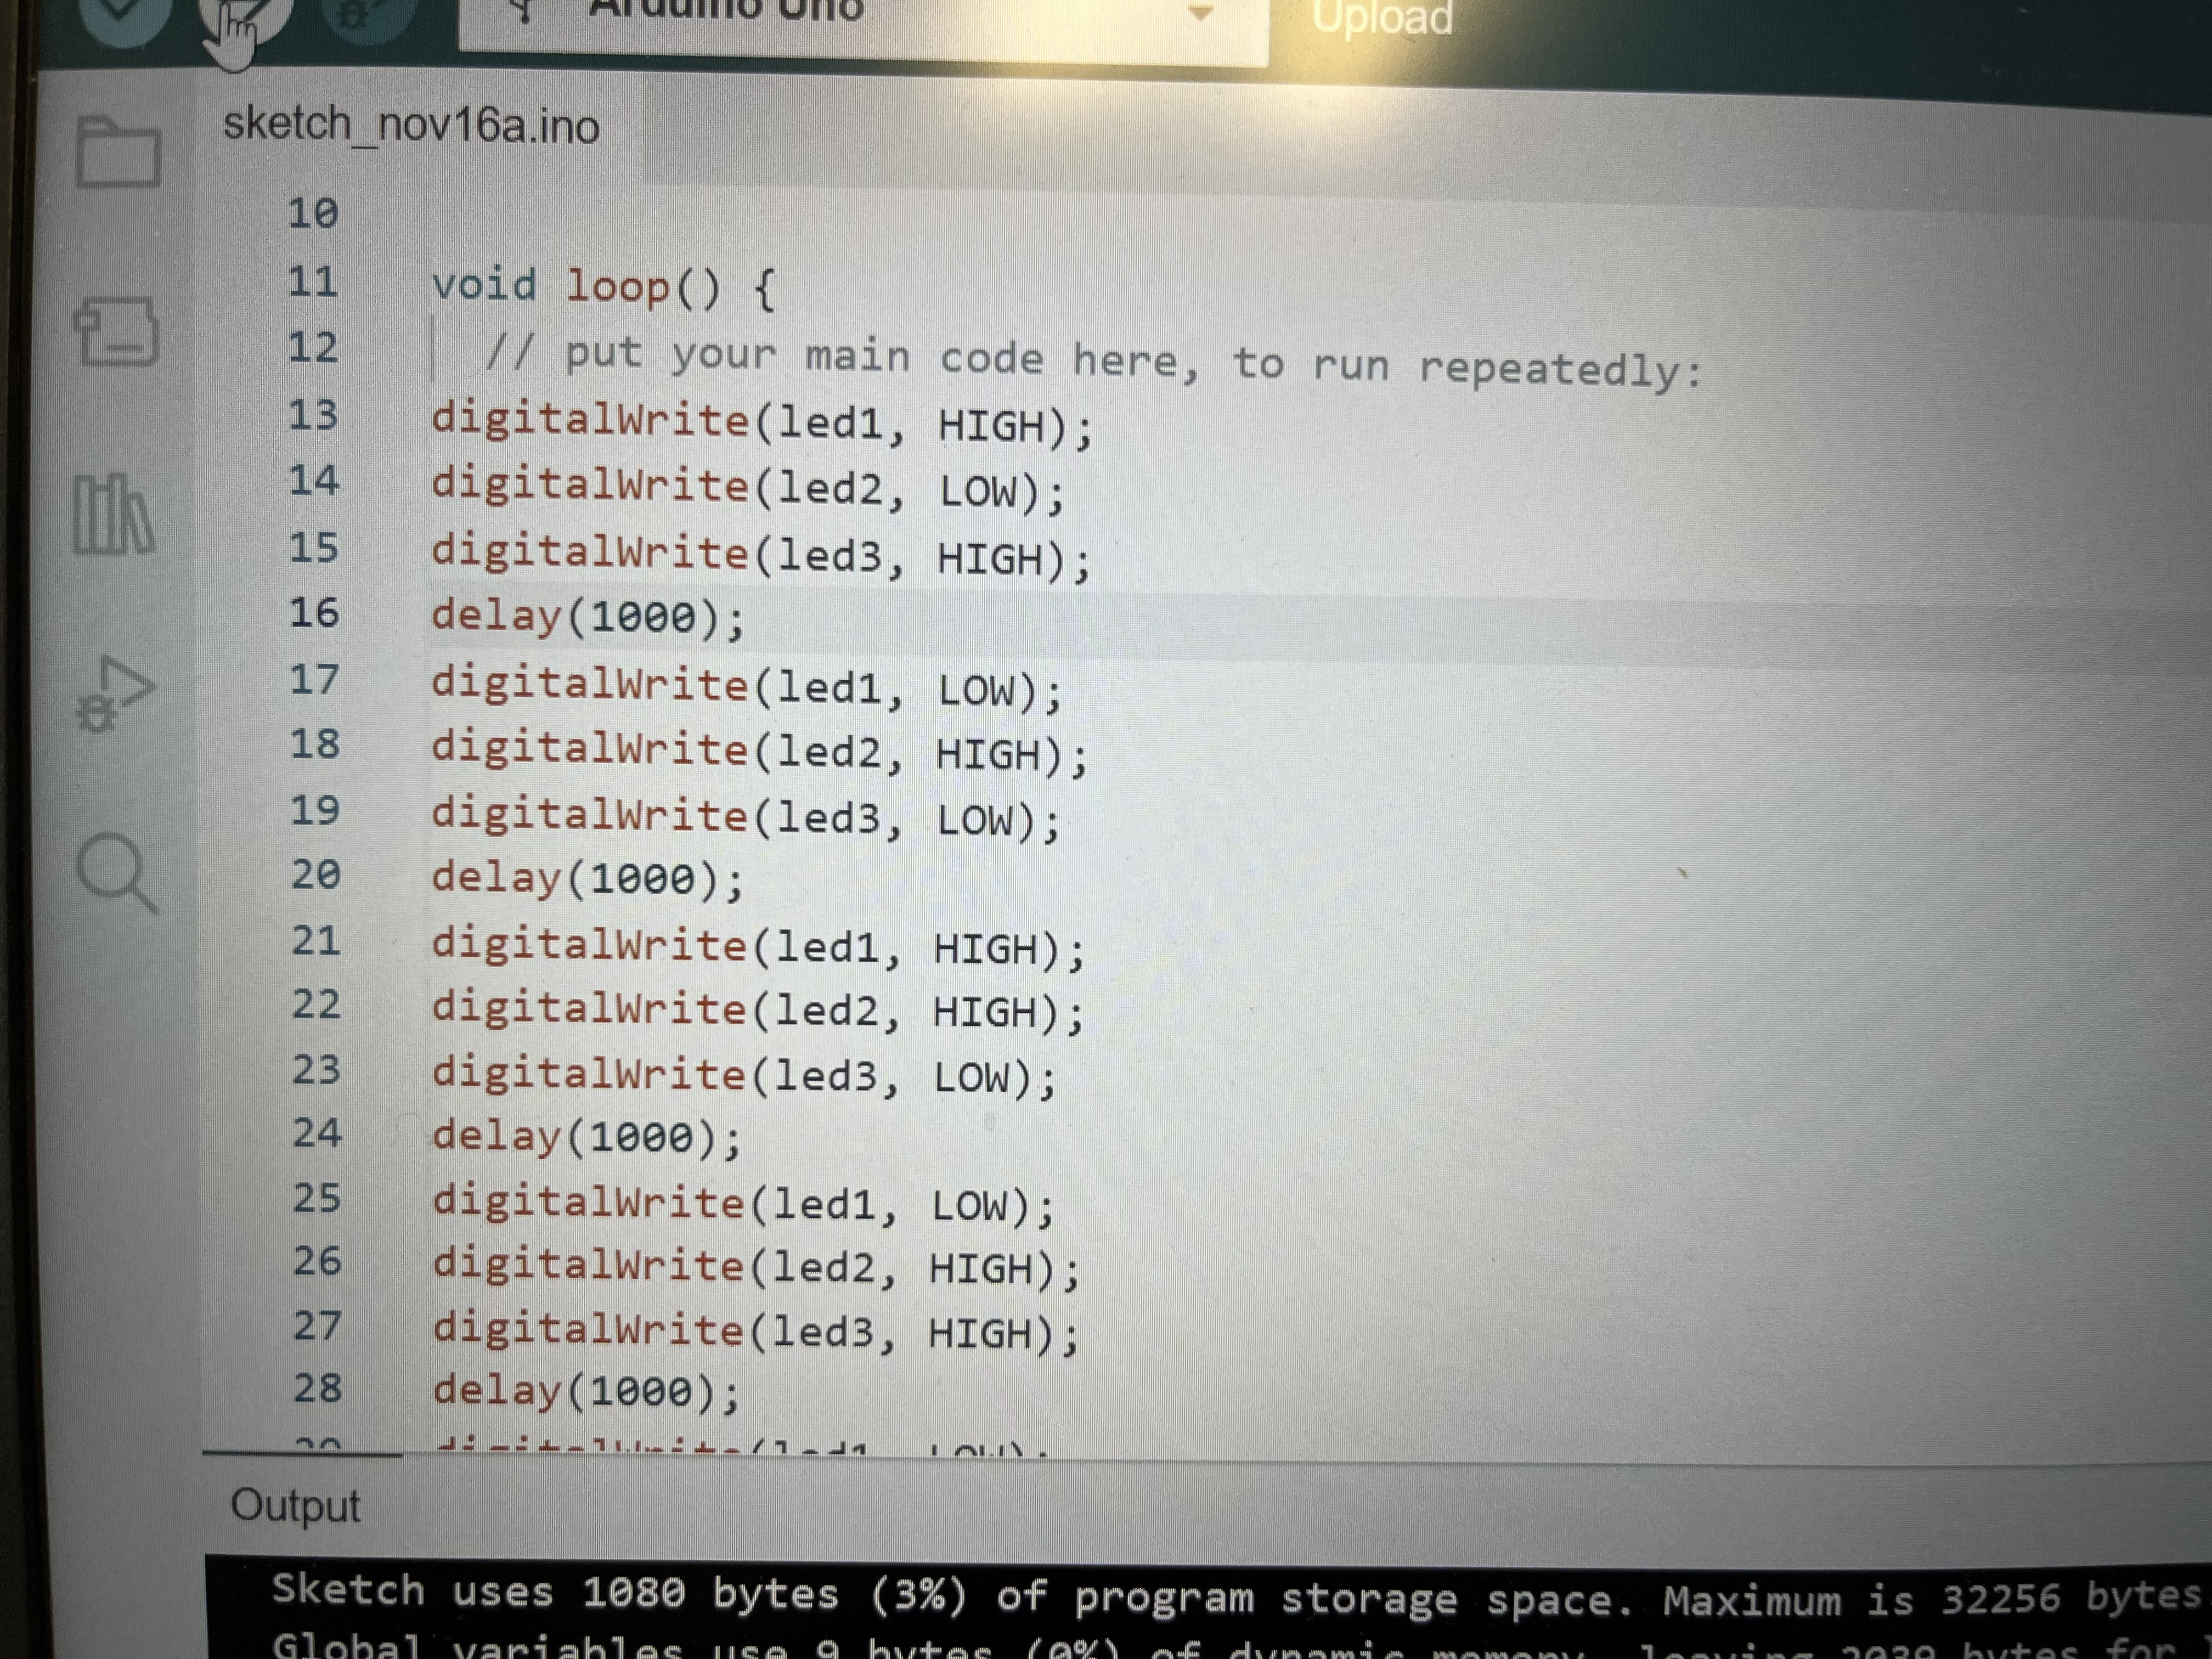 Arduino Uno
Upload
sketch_nov16a.ino
10
11 void loop() {
12 // put your main code here, to run repeatedly:
13 digitalWrite(led1, HIGH);
14 digitalWrite(led2, LOW);
15 digitalWrite(led3, HIGH);
16 delay(1000);
17 digitalWrite(led1, LOW);
18 digitalWrite(led2, HIGH);
19 digitalWrite(led3, LOW);
20 delay(1000);
21 digitalWrite(led1, HIGH);
22 digitalWrite(led2, HIGH);
23 digitalWrite(led3, LOW);
24 delay(1000);
25 digitalWrite(led1, LOW);
26 digitalWrite(led2, HIGH);
27 digitalWrite(led3, HIGH);
28 delay(1000);
29 digitalWrite(led1, LOW);
Output
Sketch uses 1080 bytes (3%) of program storage space. Maximum is 32256 bytes
Global variables use 9 bytes (0%) of dynamic memory, leaving 2039 bytes for